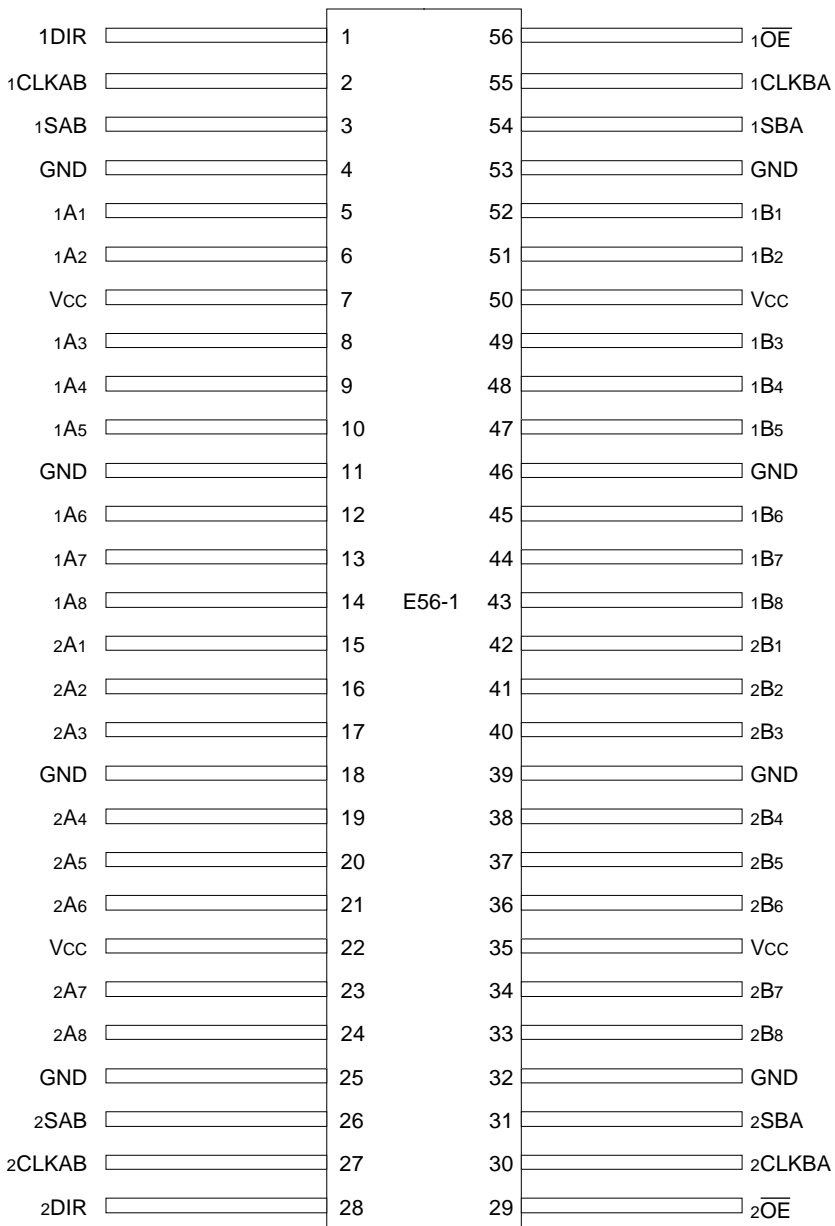 1DIR 1 56 1O̅E̅
1CLKAB 2 55 1CLKBA
1SAB 3 54 1SBA
GND 4 53 GND
1A1 5 52 1B1
1A2 6 51 1B2
VCC 7 50 VCC
1A3 8 49 1B3
1A4 9 48 1B4
1A5 10 47 1B5
GND 11 46 GND
1A6 12 45 1B6
1A7 13 44 1B7
1A8 14 E56-1 43 1B8
2A1 15 42 2B1
2A2 16 41 2B2
2A3 17 40 2B3
GND 18 39 GND
2A4 19 38 2B4
2A5 20 37 2B5
2A6 21 36 2B6
VCC 22 35 VCC
2A7 23 34 2B7
2A8 24 33 2B8
GND 25 32 GND
2SAB 26 31 2SBA
2CLKAB 27 30 2CLKBA
2DIR 28 29 2O̅E̅